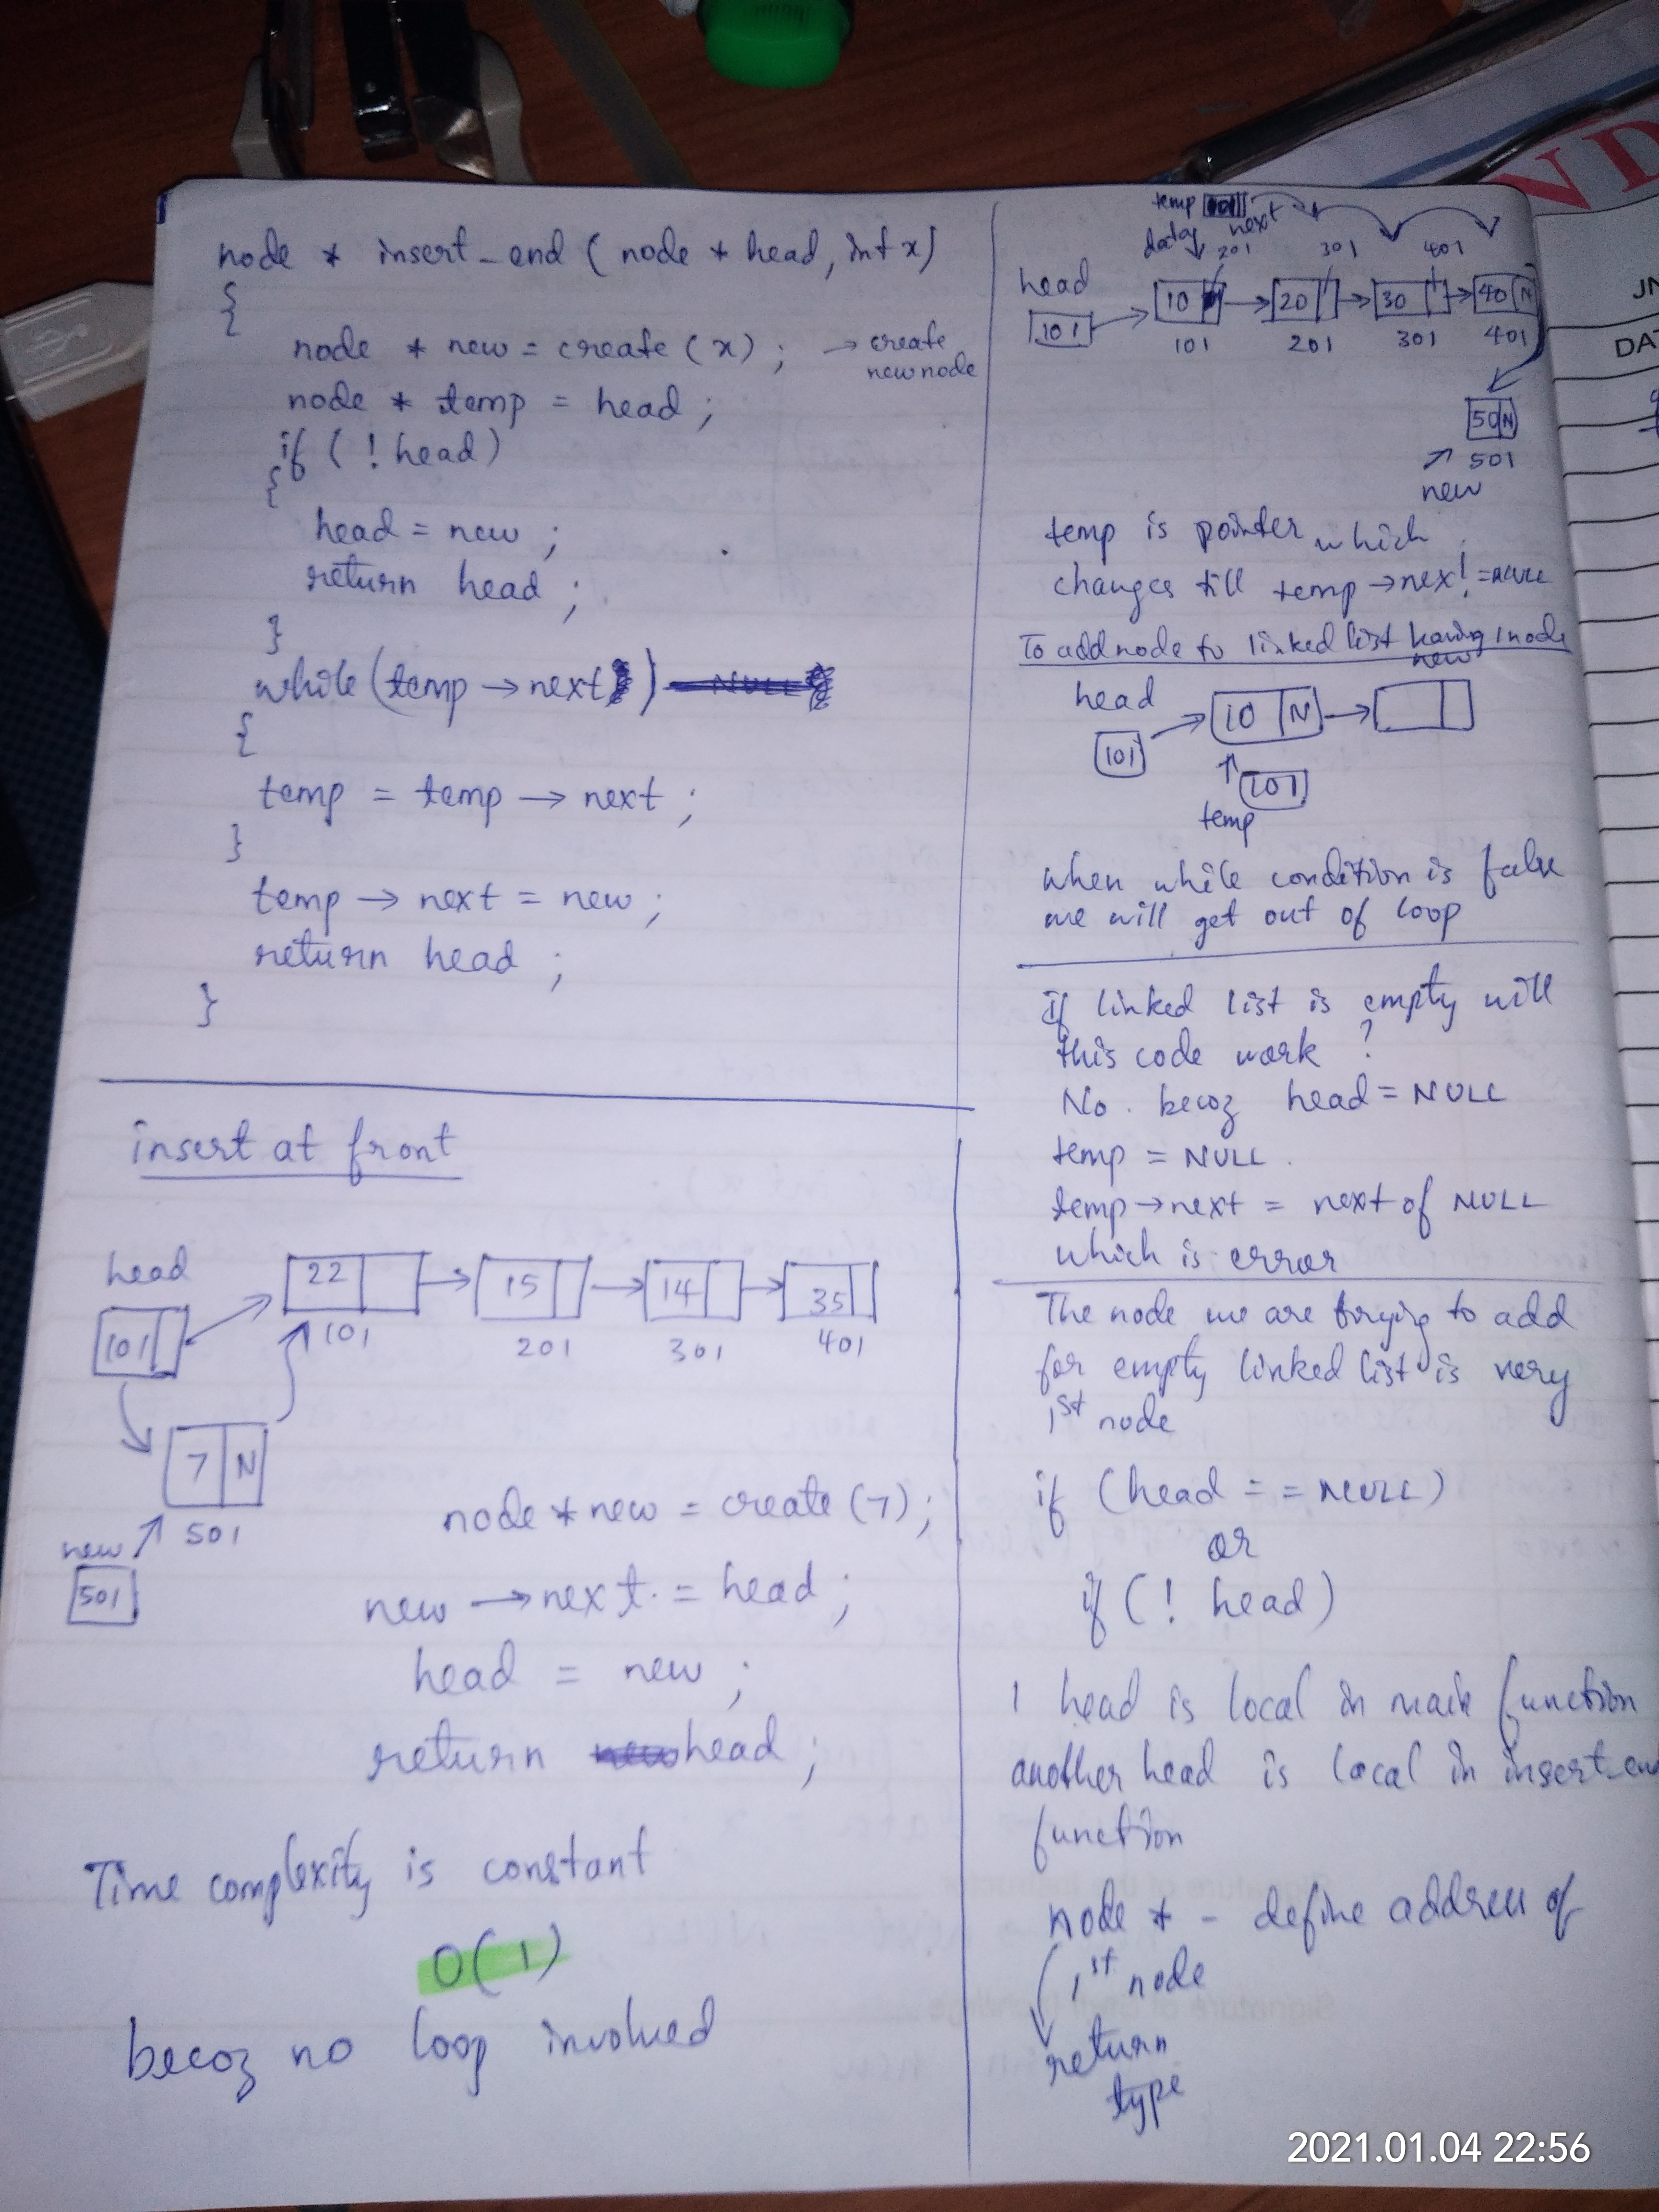 node * insert_end ( node * head, int x)
{
node * new = create (x) ; → create
new node
node * temp = head ;
if ( ! head)
{
head = new ;
return head ;
}
while (temp → next )
{
temp = temp → next ;
}
temp → next = new ;
return head ;
}
insert at front
head
101
22
15
14
35
101
201
301
401
7 N
501
new
501
node * new = create (7) ;
new → next . = head ;
head = new ;
return head ;
Time complexity is constant
O(1)
becoz no loop involved
temp
data next
201 301 401
head
101
10 → 20 → 30 → 40 N
101 201 301 401
50 N
501
new
temp is pointer which
changes till temp → nex! = NULL
To add node to linked list having 1 node
new
head
10 N
101
101
temp
when while condition is false
we will get out of loop
if linked list is empty will
this code work ?
No . becoz head = NULL
temp = NULL .
temp → next = next of NULL
which is error
The node we are trying to add
for empty linked list is very
1st node
if (head = = NULL)
or
if ( ! head )
1 head is local in main function
another head is local in insert_en
function
node * - define address of
1st node
return
type
VD
JN
DA
2021.01.04 22:56